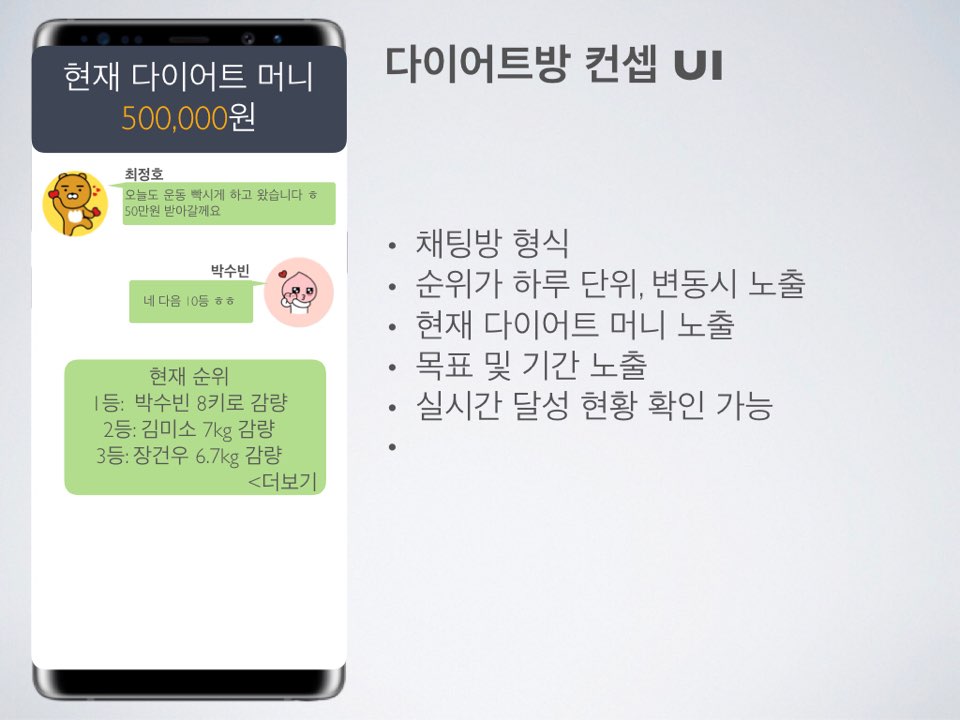 다이어트방 컨셉 UI
현재 다이어트 머니
500,000원
최정호
오늘도 운동 빡시게 하고 왔습니다 ㅎ
50만원 받아갈께요
박수빈
네 다음 10등 ㅎㅎ
현재 순위
1등: 박수빈 8키로 감량
2등: 김미소 7kg 감량
3등: 장건우 6.7kg 감량
<더보기
• 채팅방 형식
• 순위가 하루 단위, 변동시 노출
• 현재 다이어트 머니 노출
• 목표 및 기간 노출
• 실시간 달성 현황 확인 가능
•